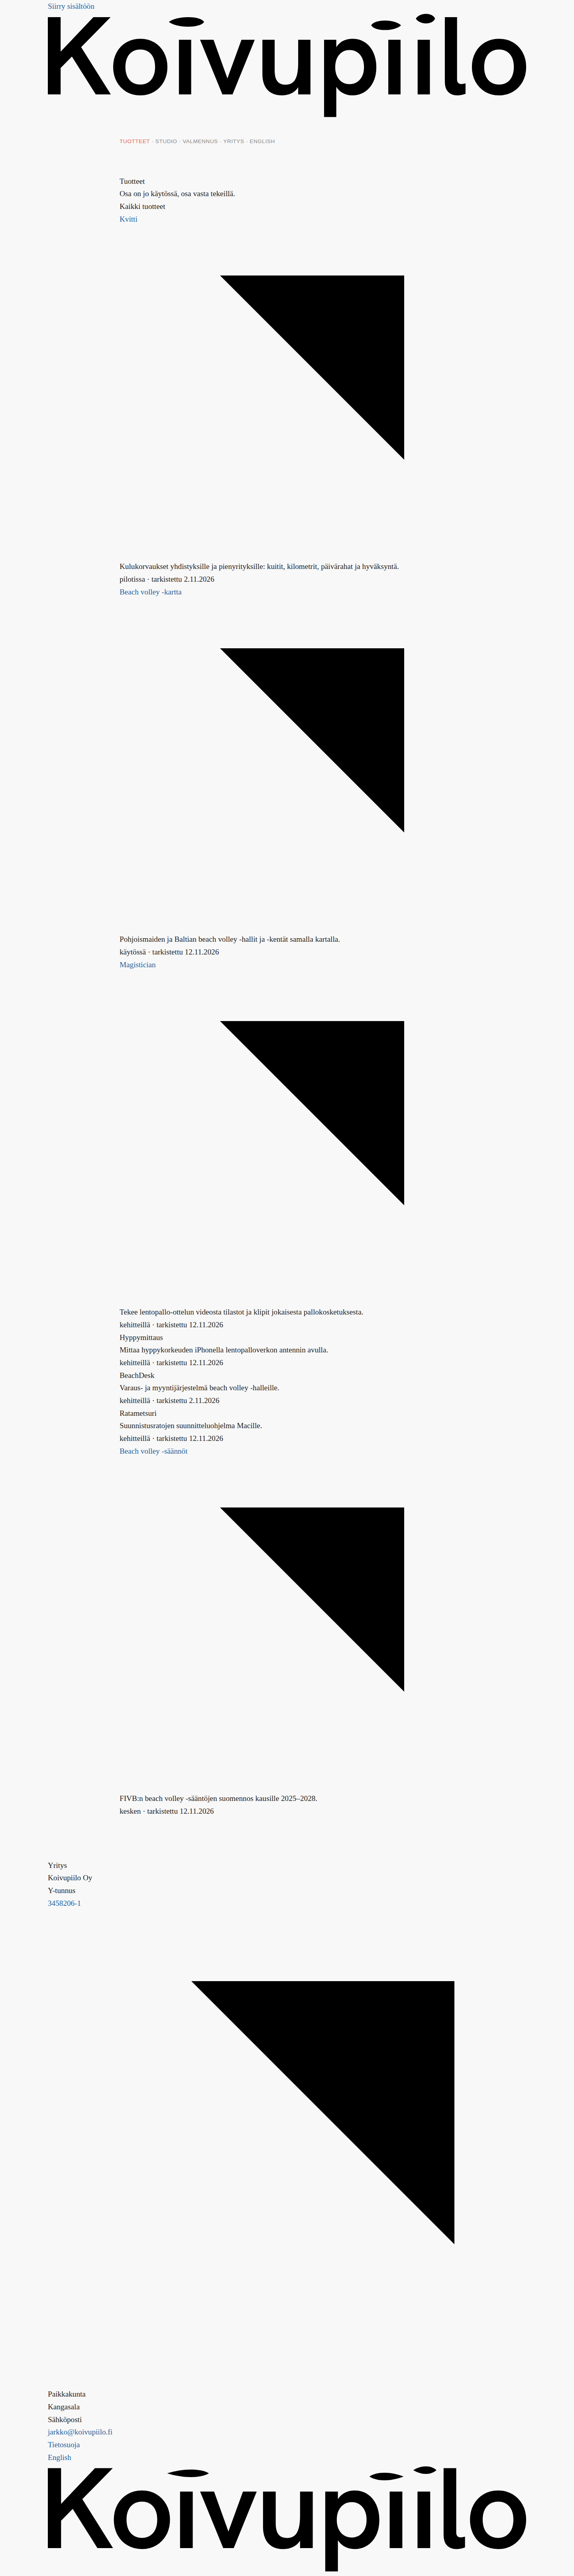 Siirry sisältöön
Koivupiilo
TUOTTEET · STUDIO · VALMENNUS · YRITYS · ENGLISH
Tuotteet
Osa on jo käytössä, osa vasta tekeillä.
Kaikki tuotteet
Kvitti
Kulukorvaukset yhdistyksille ja pienyrityksille: kuitit, kilometrit, päivärahat ja hyväksyntä.
pilotissa · tarkistettu 2.11.2026
Beach volley -kartta
Pohjoismaiden ja Baltian beach volley -hallit ja -kentät samalla kartalla.
käytössä · tarkistettu 12.11.2026
Magistician
Tekee lentopallo-ottelun videosta tilastot ja klipit jokaisesta pallokosketuksesta.
kehitteillä · tarkistettu 12.11.2026
Hyppymittaus
Mittaa hyppykorkeuden iPhonella lentopalloverkon antennin avulla.
kehitteillä · tarkistettu 12.11.2026
BeachDesk
Varaus- ja myyntijärjestelmä beach volley -halleille.
kehitteillä · tarkistettu 2.11.2026
Ratametsuri
Suunnistusratojen suunnitteluohjelma Macille.
kehitteillä · tarkistettu 12.11.2026
Beach volley -säännöt
FIVB:n beach volley -sääntöjen suomennos kausille 2025–2028.
kesken · tarkistettu 12.11.2026
Yritys
Koivupiilo Oy
Y-tunnus
3458206-1
Paikkakunta
Kangasala
Sähköposti
jarkko@koivupiilo.fi
Tietosuoja
English
Koivupiilo